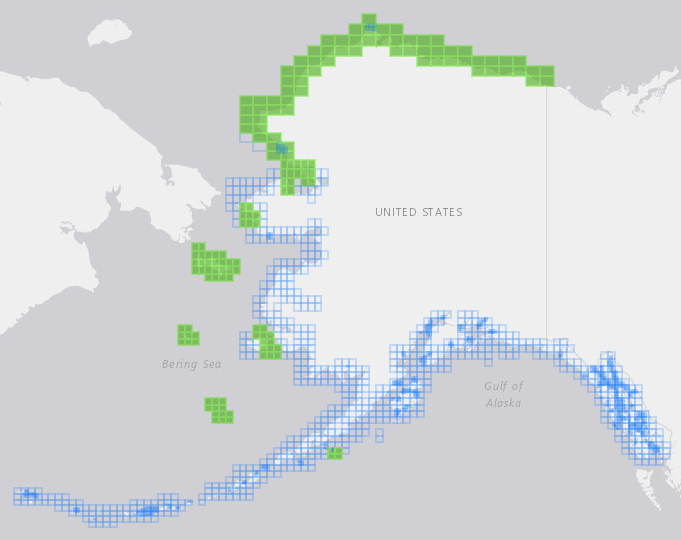 UNITED STATES
Bering Sea
Gulf of
Alaska